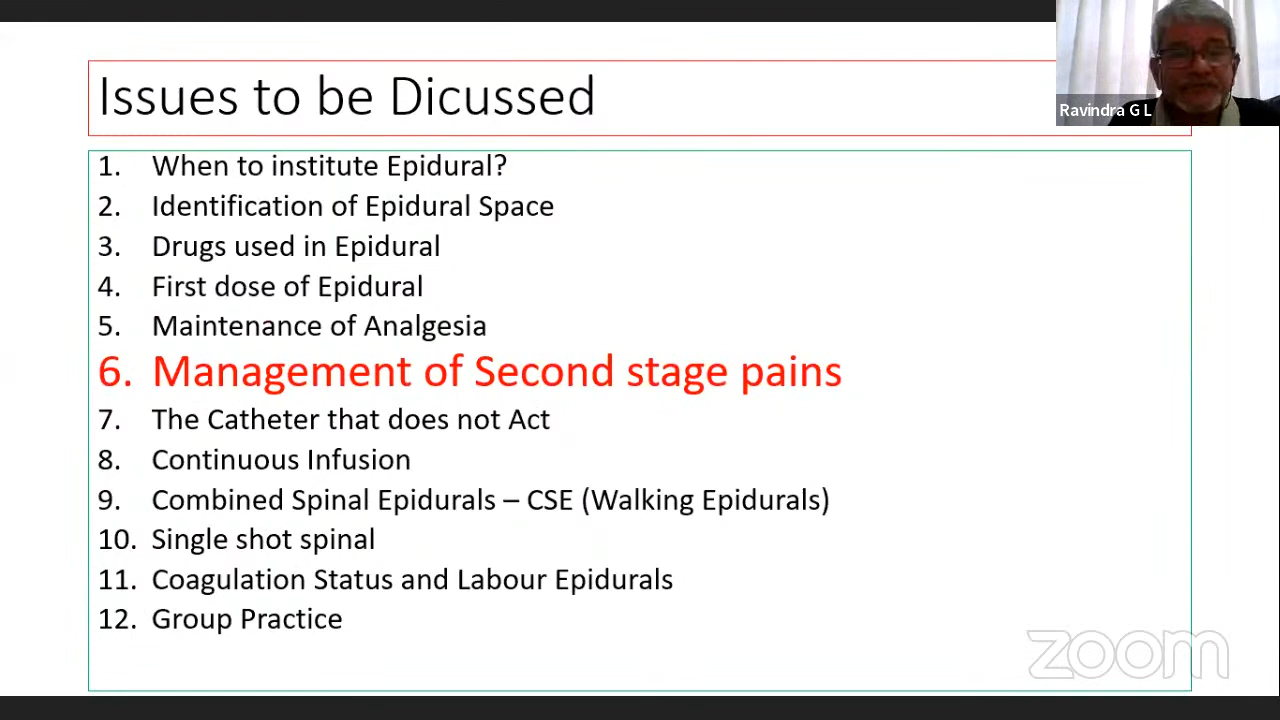 Issues to be Dicussed
Ravindra G L
1. When to institute Epidural?
2. Identification of Epidural Space
3. Drugs used in Epidural
4. First dose of Epidural
5. Maintenance of Analgesia
6. Management of Second stage pains
7. The Catheter that does not Act
8. Continuous Infusion
9. Combined Spinal Epidurals – CSE (Walking Epidurals)
10. Single shot spinal
11. Coagulation Status and Labour Epidurals
12. Group Practice
zoom